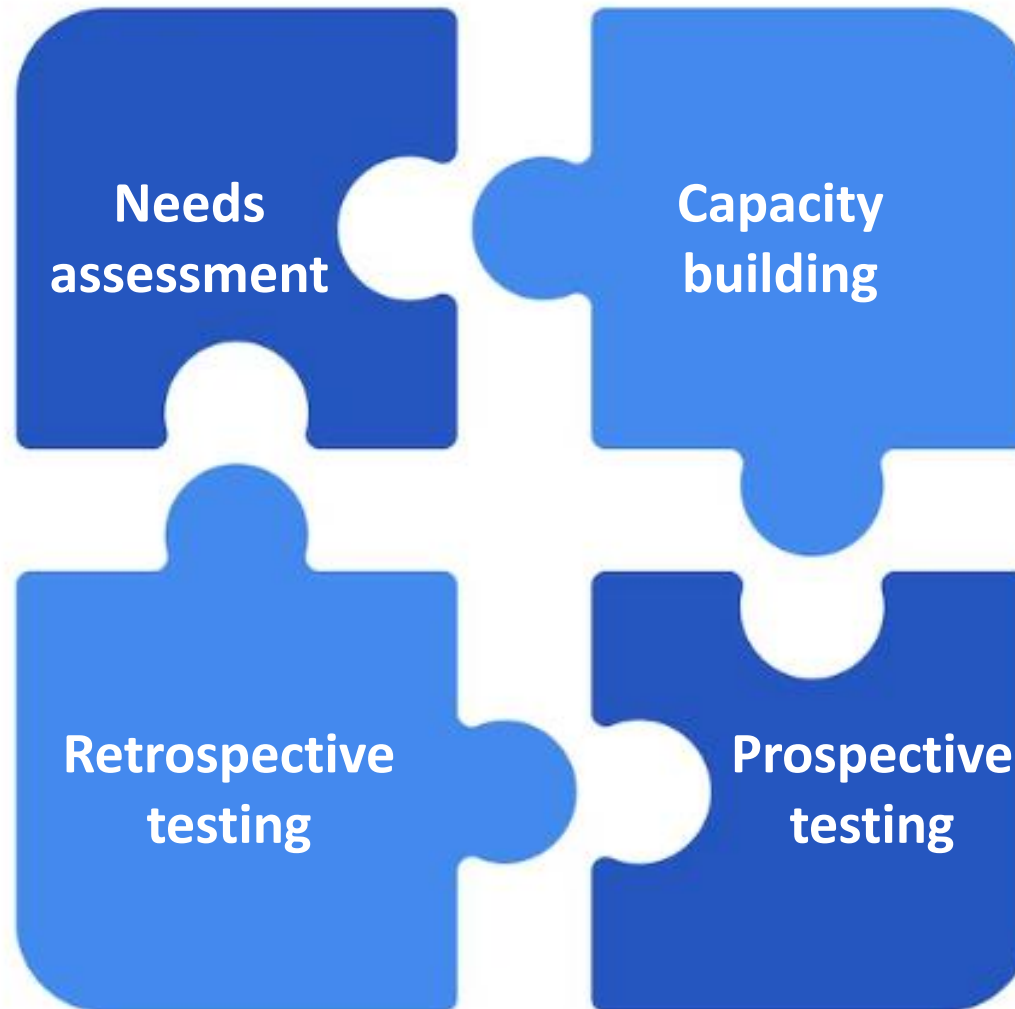 Needs
assessment
Capacity
building
Retrospective
testing
Prospective
testing